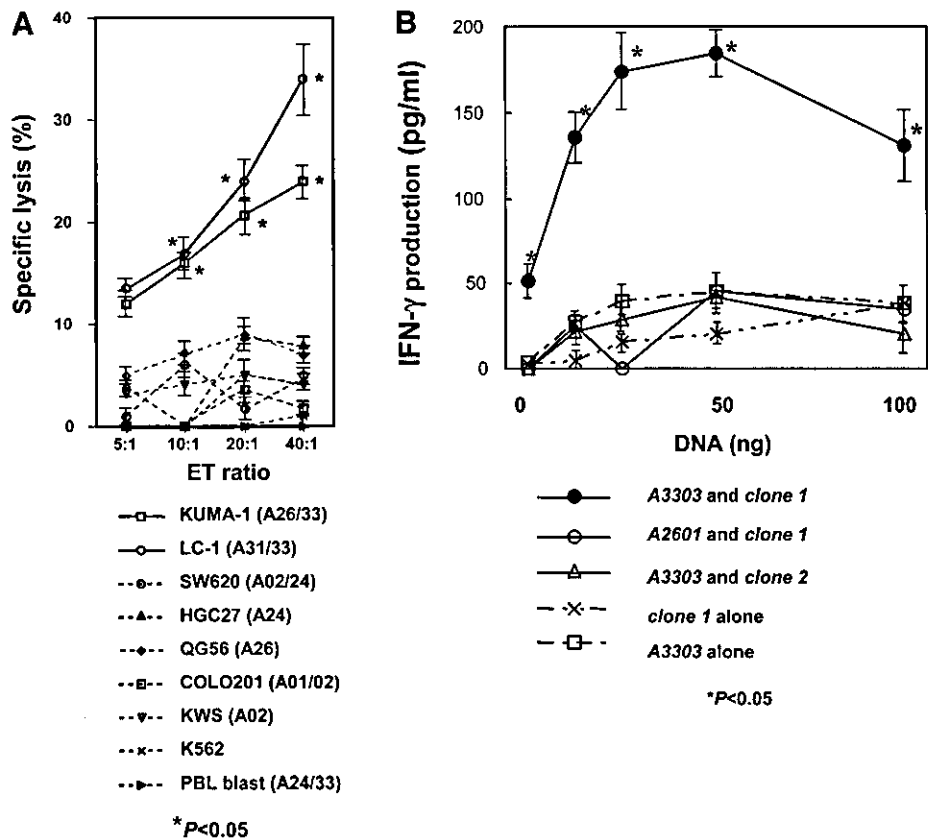 A
Specific lysis (%)
40
30
20
10
0
5:1 10:1 20:1 40:1
ET ratio
KUMA-1 (A26/33)
LC-1 (A31/33)
SW620 (A02/24)
HGC27 (A24)
QG56 (A26)
COLO201 (A01/02)
KWS (A02)
K562
PBL blast (A24/33)
*P<0.05
* * * * * *
B
IFN-γ production (pg/ml)
200
150
100
50
0
0 50 100
DNA (ng)
A3303 and clone 1
A2601 and clone 1
A3303 and clone 2
clone 1 alone
A3303 alone
*P<0.05
* * * * *